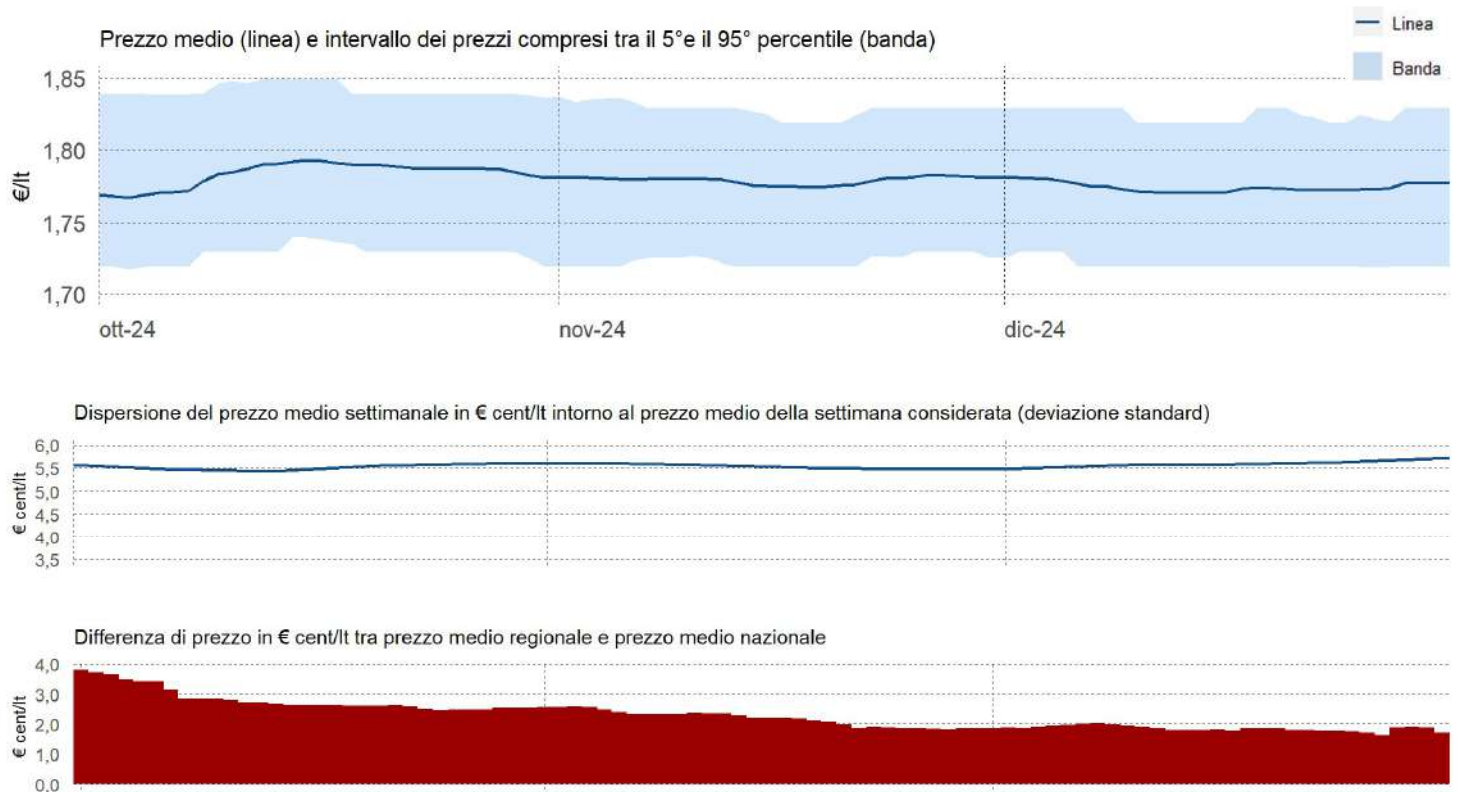 Prezzo medio (linea) e intervallo dei prezzi compresi tra il 5°e il 95° percentile (banda)
Linea
Banda
€/lt
1,85
1,80
1,75
1,70
ott-24 nov-24 dic-24
Dispersione del prezzo medio settimanale in € cent/lt intorno al prezzo medio della settimana considerata (deviazione standard)
€ cent/lt
6,0
5,5
5,0
4,5
4,0
3,5
Differenza di prezzo in € cent/lt tra prezzo medio regionale e prezzo medio nazionale
€ cent/lt
4,0
3,0
2,0
1,0
0,0